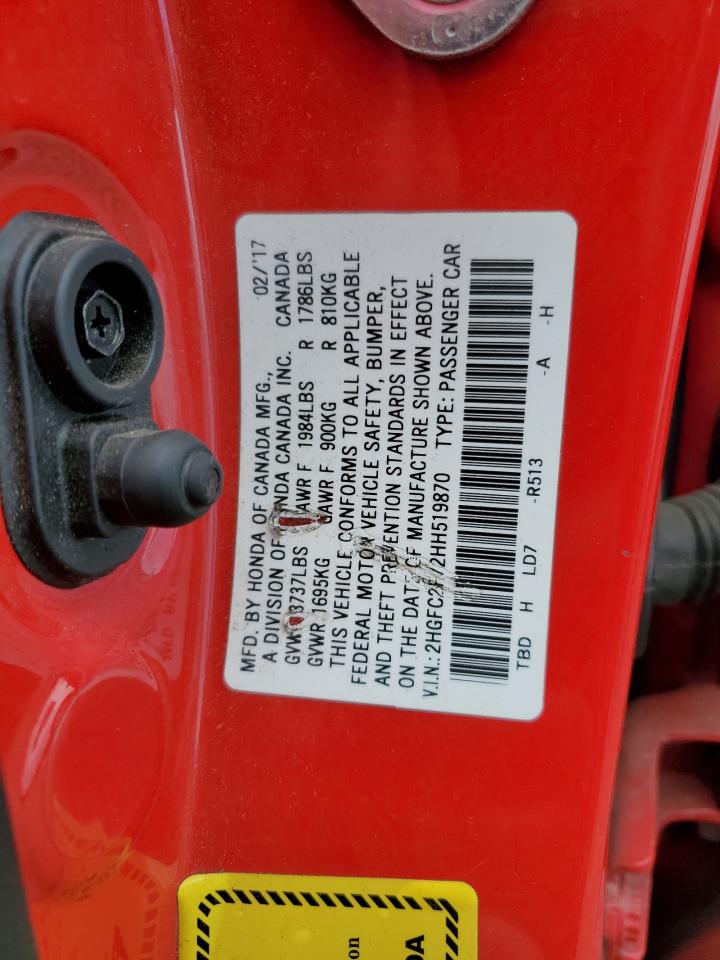 MFD. BY HONDA OF CANADA MFG., 02/'17
A DIVISION OF HONDA CANADA INC. CANADA
GVWR 3737LBS GAWR F 1984LBS R 1786LBS
GVWR 1695KG GAWR F 900KG R 810KG
THIS VEHICLE CONFORMS TO ALL APPLICABLE
FEDERAL MOTOR VEHICLE SAFETY, BUMPER,
AND THEFT PREVENTION STANDARDS IN EFFECT
ON THE DATE OF MANUFACTURE SHOWN ABOVE.
V.I.N.: TYPE: PASSENGER CAR
TBD H LD7 -R513 -A -H